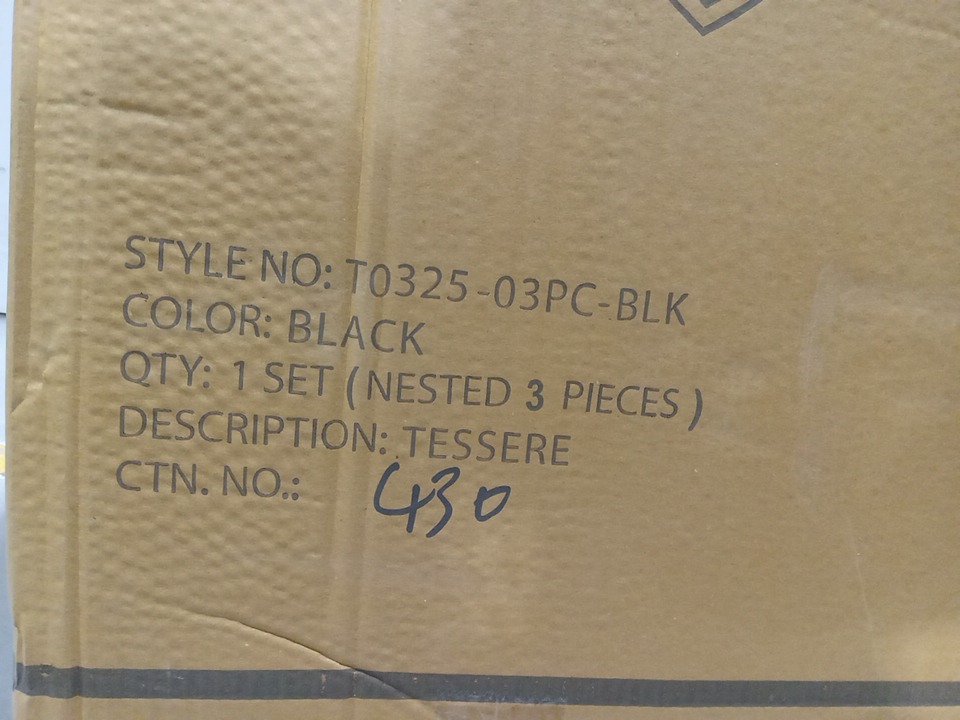 STYLE NO: T0325-03PC-BLK
COLOR: BLACK
QTY: 1 SET (NESTED 3 PIECES)
DESCRIPTION: TESSERE
CTN. NO.: 430